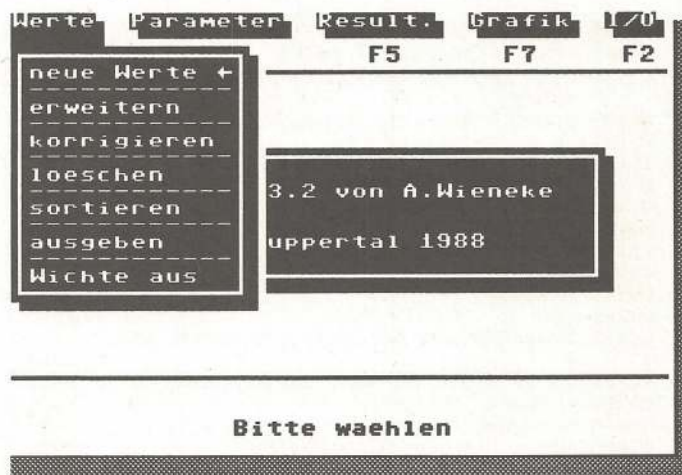 Werte Parameter Result. Grafik I/O
F5 F7 F2
neue Werte ←
erweitern
korrigieren
loeschen
sortieren
ausgeben
Wichte aus
3.2 von A.Wieneke
uppertal 1988
Bitte waehlen